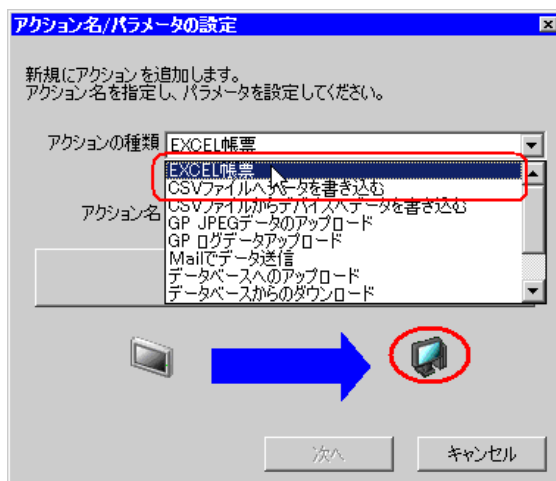 アクション名/パラメータの設定
新規にアクションを追加します。
アクション名を指定し、パラメータを設定してください。
アクションの種類 EXCEL帳票
EXCEL帳票
CSVファイルへデータを書き込む
アクション名 CSVファイルからデバイスへデータを書き込む
GP JPEGデータのアップロード
GP ログデータアップロード
Mailでデータ送信
データベースへのアップロード
データベースからのダウンロード
次へ キャンセル